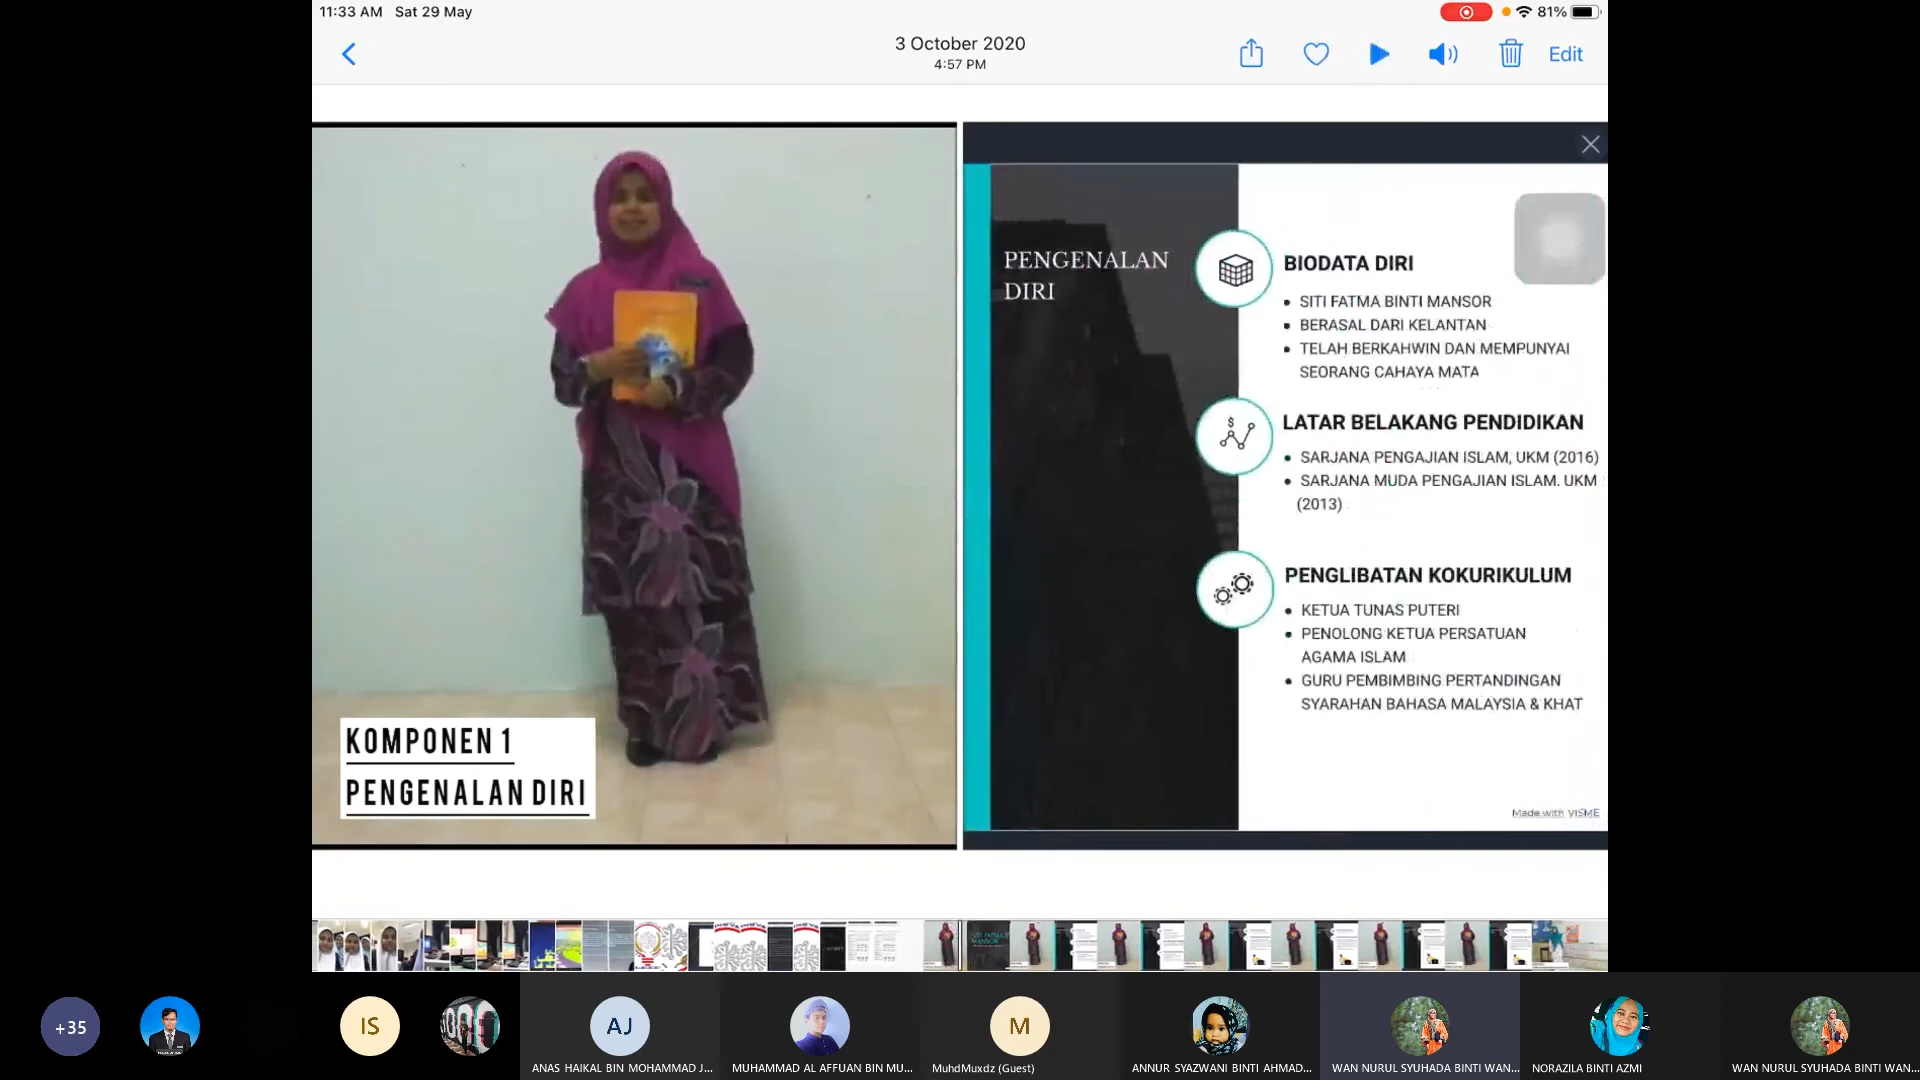 11:33 AM Sat 29 May
81%
3 October 2020
4:57 PM
Edit
PENGENALAN
DIRI
BIODATA DIRI
SITI FATMA BINTI MANSOR
BERASAL DARI KELANTAN
TELAH BERKAHWIN DAN MEMPUNYAI
SEORANG CAHAYA MATA
LATAR BELAKANG PENDIDIKAN
SARJANA PENGAJIAN ISLAM, UKM (2016)
SARJANA MUDA PENGAJIAN ISLAM. UKM
(2013)
PENGLIBATAN KOKURIKULUM
KETUA TUNAS PUTERI
PENOLONG KETUA PERSATUAN
AGAMA ISLAM
GURU PEMBIMBING PERTANDINGAN
SYARAHAN BAHASA MALAYSIA & KHAT
Made with VISME
KOMPONEN 1
PENGENALAN DIRI
+35
IS
AJ
M
ANAS HAIKAL BIN MOHAMMAD J...
MUHAMMAD AL AFFUAN BIN MU...
MuhdMuxdz (Guest)
ANNUR SYAZWANI BINTI AHMAD...
WAN NURUL SYUHADA BINTI WAN...
NORAZILA BINTI AZMI
WAN NURUL SYUHADA BINTI WAN...